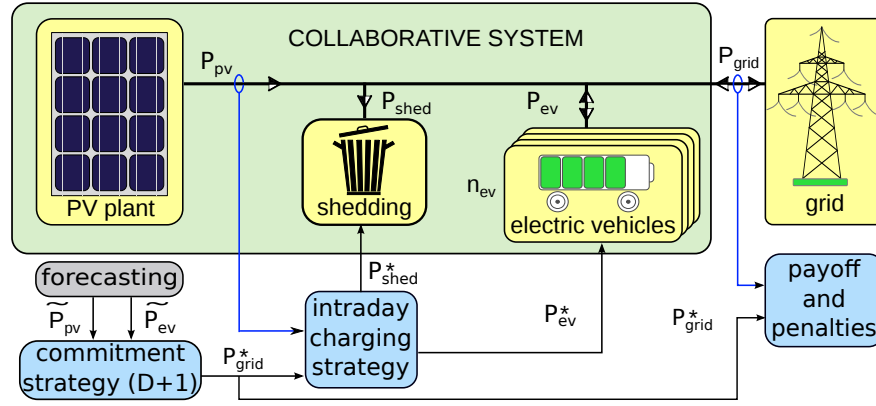 COLLABORATIVE SYSTEM
P_pv
P_grid
P_shed
P_ev
PV plant
shedding
n_ev
electric vehicles
grid
forecasting
P̃_pv
P̃_ev
P*_shed
intraday
charging
strategy
P*_ev
P*_grid
payoff
and
penalties
commitment
strategy (D+1)
P*_grid